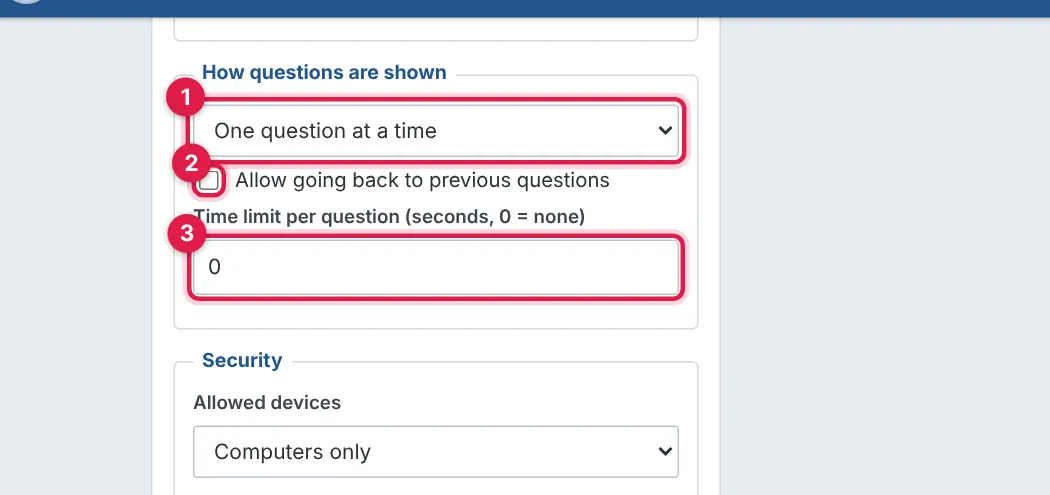 How questions are shown
1
One question at a time
2
Allow going back to previous questions
Time limit per question (seconds, 0 = none)
3
0
Security
Allowed devices
Computers only